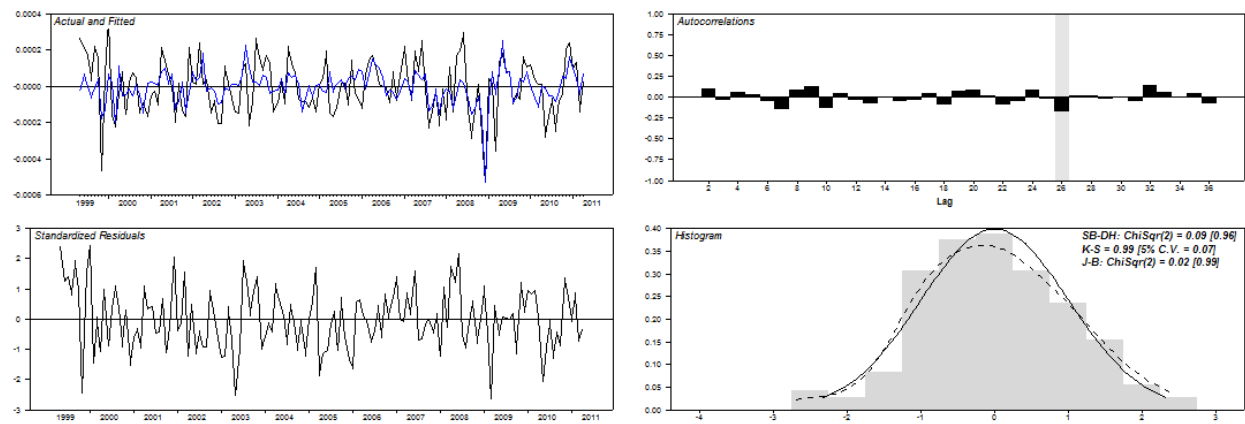 Actual and Fitted
0.0004
0.0002
-0.0000
-0.0002
-0.0004
-0.0006
1999 2000 2001 2002 2003 2004 2005 2006 2007 2008 2009 2010 2011
Autocorrelations
1.00
0.75
0.50
0.25
0.00
-0.25
-0.50
-0.75
-1.00
2 4 6 8 10 12 14 16 18 20 22 24 26 28 30 32 34 36
Lag
Standardized Residuals
3
2
1
0
-1
-2
-3
1999 2000 2001 2002 2003 2004 2005 2006 2007 2008 2009 2010 2011
Histogram
SB-DH: ChiSqr(2) = 0.09 [0.96]
K-S = 0.99 [5% C.V. = 0.07]
J-B: ChiSqr(2) = 0.02 [0.99]
0.40
0.35
0.30
0.25
0.20
0.15
0.10
0.05
0.00
-4 -3 -2 -1 0 1 2 3